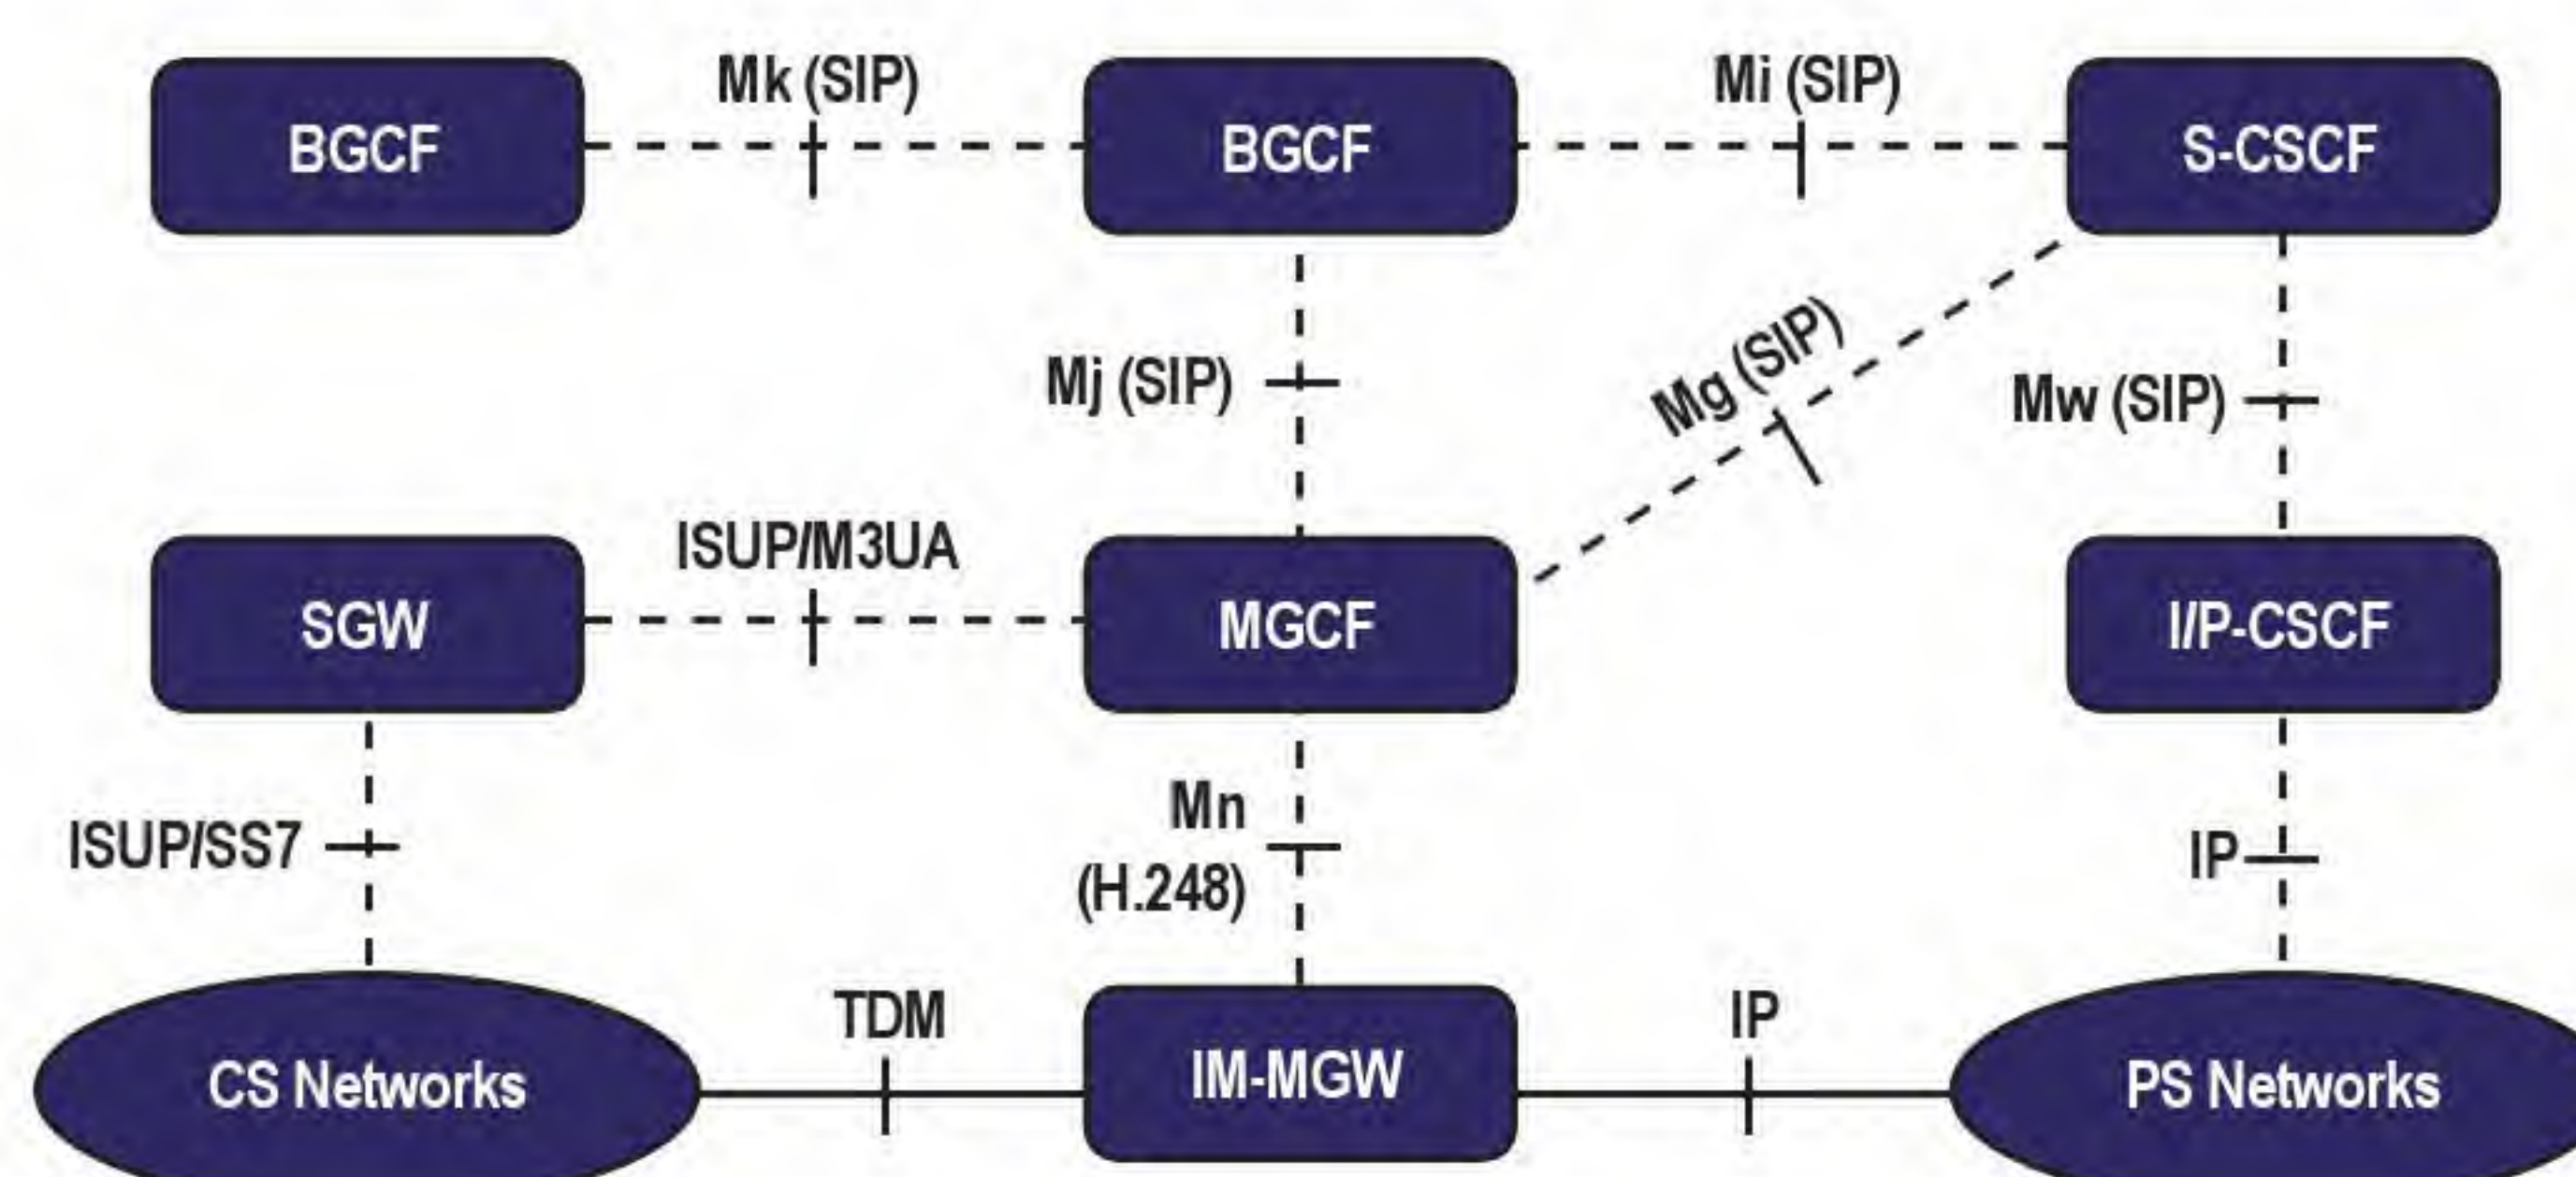 Mk (SIP)
Mi (SIP)
BGCF
BGCF
S-CSCF
Mg (SIP)
Mj (SIP)
Mw (SIP)
ISUP/M3UA
SGW
MGCF
I/P-CSCF
Mn
(H.248)
ISUP/SS7
IP
TDM
IP
CS Networks
IM-MGW
PS Networks